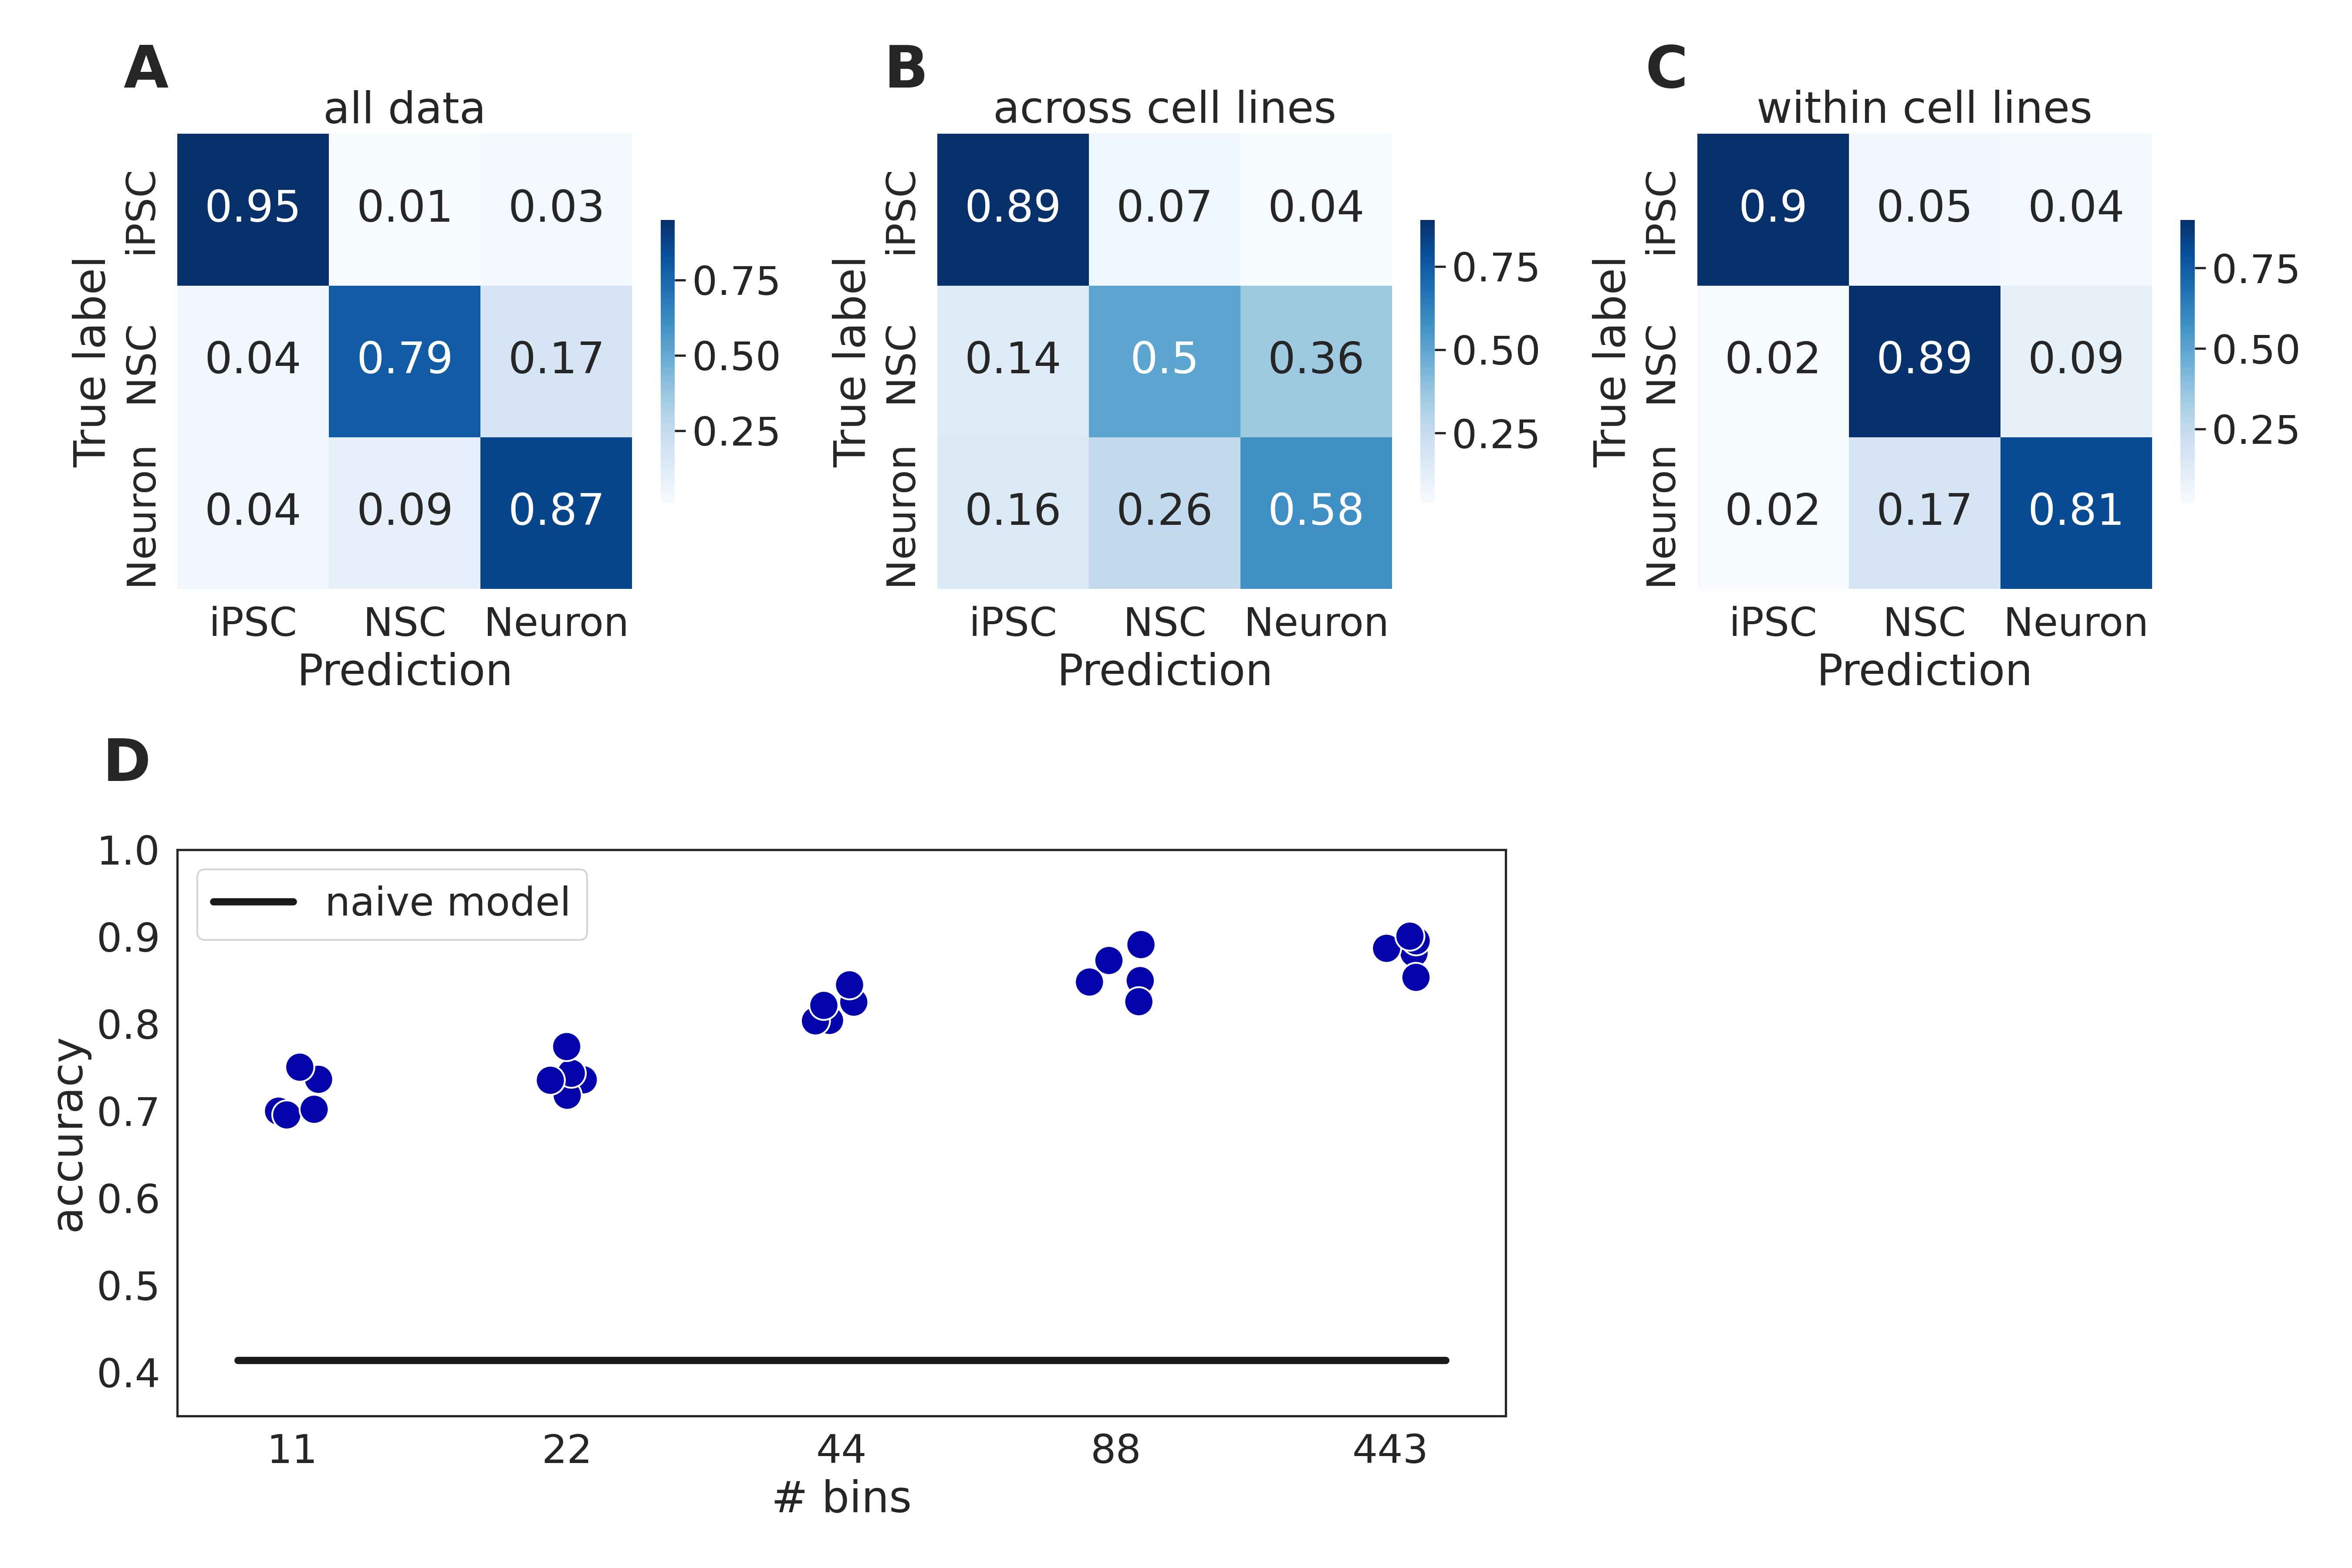 A
all data
True label
iPSC
NSC
Neuron
0.95 0.01 0.03
0.04 0.79 0.17
0.04 0.09 0.87
iPSC NSC Neuron
Prediction
0.75
0.50
0.25
B
across cell lines
True label
iPSC
NSC
Neuron
0.89 0.07 0.04
0.14 0.5 0.36
0.16 0.26 0.58
iPSC NSC Neuron
Prediction
0.75
0.50
0.25
C
within cell lines
True label
iPSC
NSC
Neuron
0.9 0.05 0.04
0.02 0.89 0.09
0.02 0.17 0.81
iPSC NSC Neuron
Prediction
0.75
0.50
0.25
D
naive model
accuracy
1.0
0.9
0.8
0.7
0.6
0.5
0.4
11 22 44 88 443
# bins